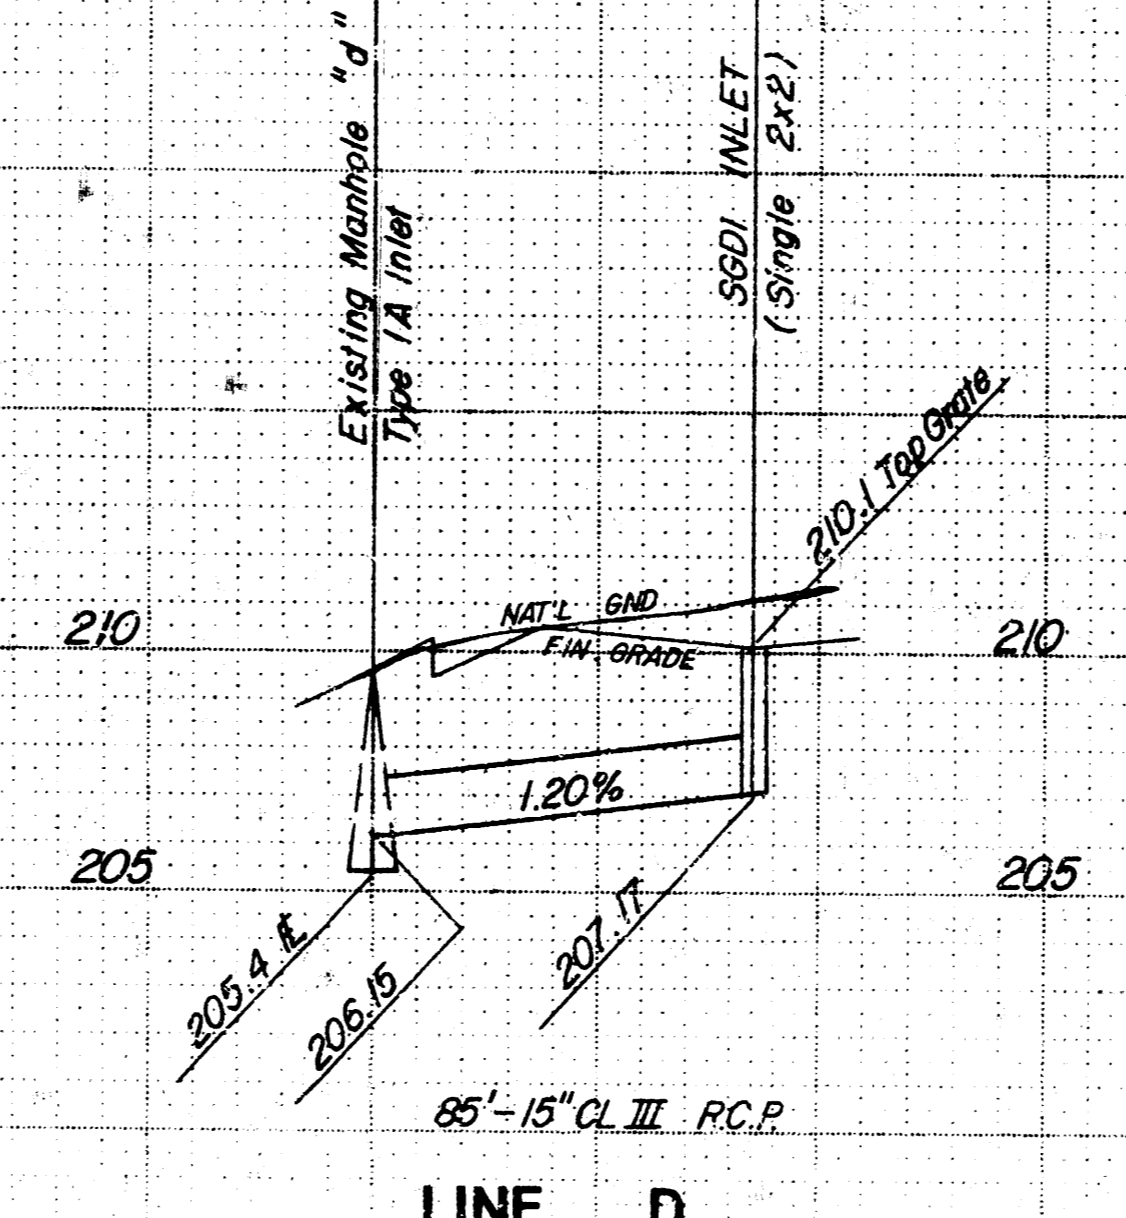 Existing Manhole "d"
Type 1A Inlet
SGDI INLET
(Single 2x2)
210.1 Top Grate
210
NAT'L GND
FIN. GRADE
210
1.20%
205
205
205.4 ℄
206.15
207.17
85'-15" CL III R.C.P.
LINE D